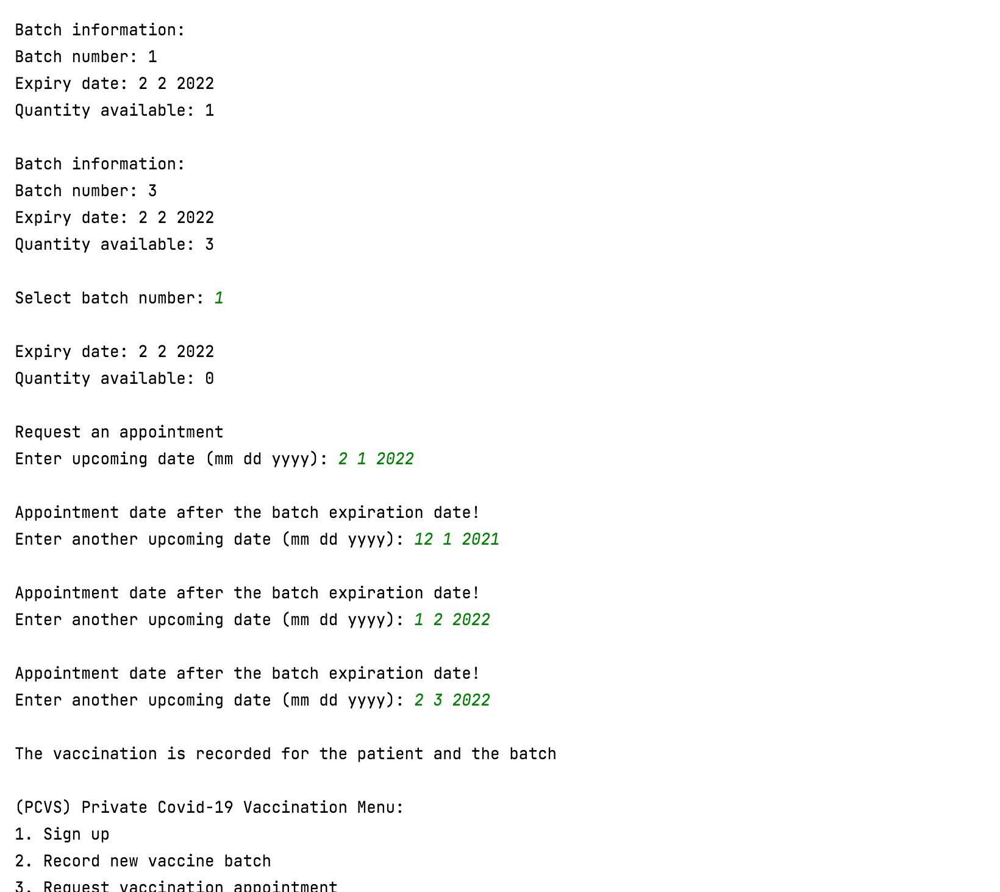 Batch information:
Batch number: 1
Expiry date: 2 2 2022
Quantity available: 1
Batch information:
Batch number: 3
Expiry date: 2 2 2022
Quantity available: 3
Select batch number: 1
Expiry date: 2 2 2022
Quantity available: 0
Request an appointment
Enter upcoming date (mm dd yyyy): 2 1 2022
Appointment date after the batch expiration date!
Enter another upcoming date (mm dd yyyy): 12 1 2021
Appointment date after the batch expiration date!
Enter another upcoming date (mm dd yyyy): 1 2 2022
Appointment date after the batch expiration date!
Enter another upcoming date (mm dd yyyy): 2 3 2022
The vaccination is recorded for the patient and the batch
(PCVS) Private Covid-19 Vaccination Menu:
1. Sign up
2. Record new vaccine batch
3. Request vaccination appointment